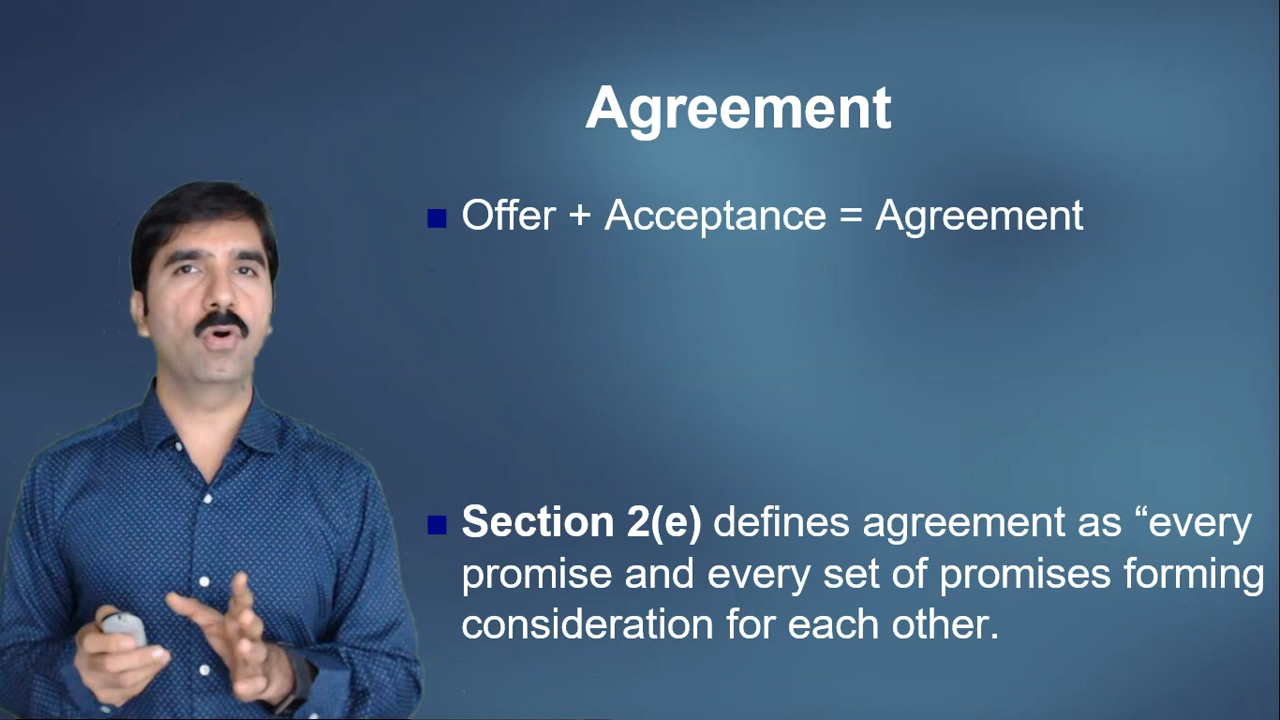 Agreement
Offer + Acceptance = Agreement
Section 2(e) defines agreement as “every
promise and every set of promises forming
consideration for each other.